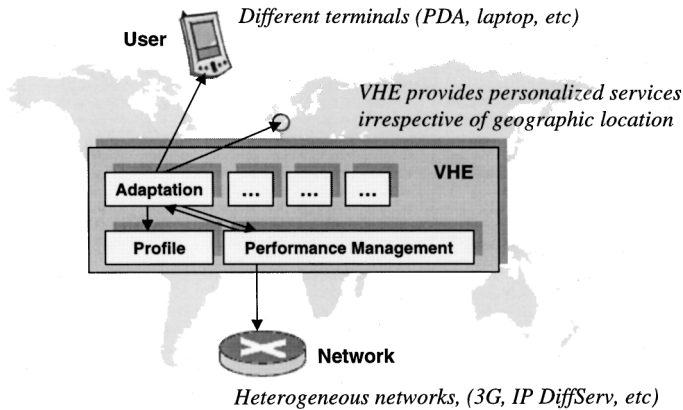 Different terminals (PDA, laptop, etc)
User
VHE provides personalized services
irrespective of geographic location
VHE
Adaptation
...
...
...
Profile
Performance Management
Network
Heterogeneous networks, (3G, IP DiffServ, etc)